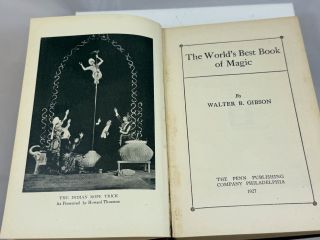 THE INDIAN ROPE TRICK
As Presented by Howard Thurston
The World's Best Book
of Magic
By
WALTER B. GIBSON
THE PENN PUBLISHING
COMPANY PHILADELPHIA
1927